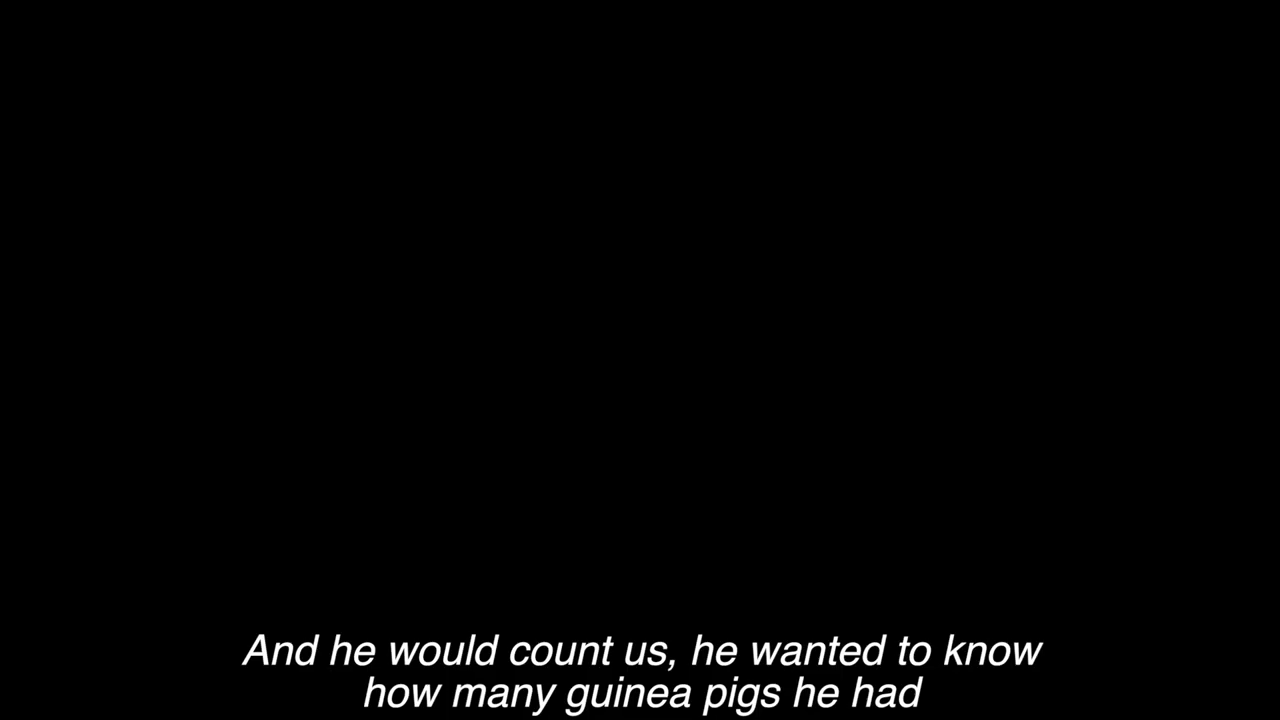 And he would count us, he wanted to know
how many guinea pigs he had